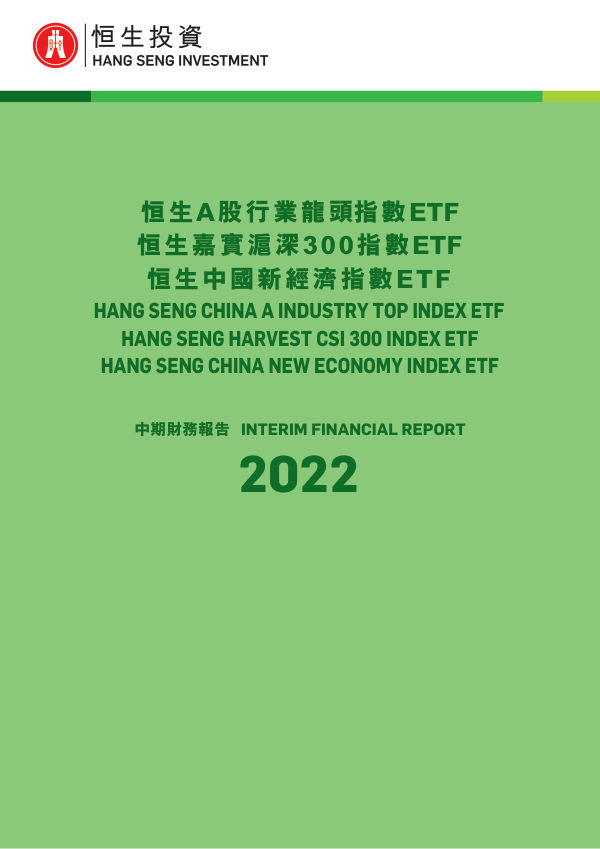 恒生投資
HANG SENG INVESTMENT
恒生A股行業龍頭指數ETF
恒生嘉實滬深300指數ETF
恒生中國新經濟指數ETF
HANG SENG CHINA A INDUSTRY TOP INDEX ETF
HANG SENG HARVEST CSI 300 INDEX ETF
HANG SENG CHINA NEW ECONOMY INDEX ETF
中期財務報告 INTERIM FINANCIAL REPORT
2022